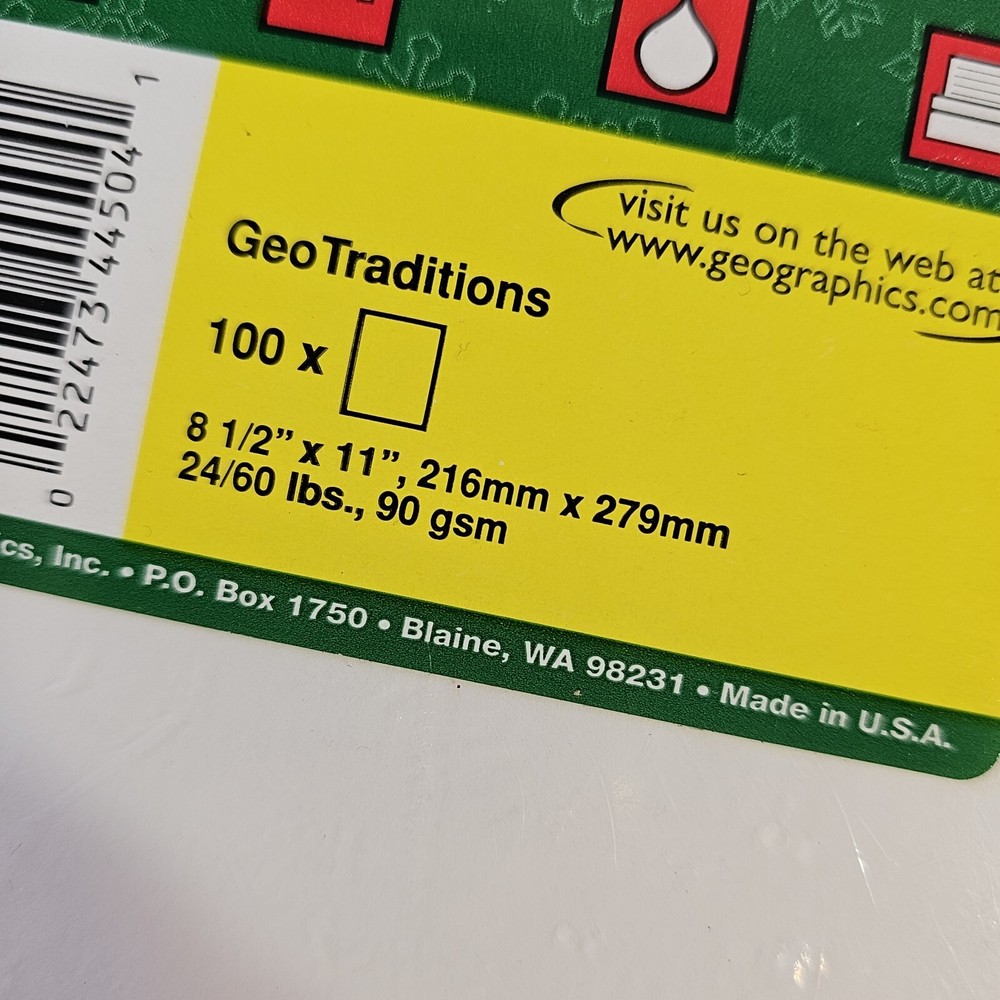 visit us on the web at
www.geographics.com
GeoTraditions
100 x
8 1/2" x 11", 216mm x 279mm
24/60 lbs., 90 gsm
0 22473 44504 1
cs, Inc. • P.O. Box 1750 • Blaine, WA 98231 • Made in U.S.A.